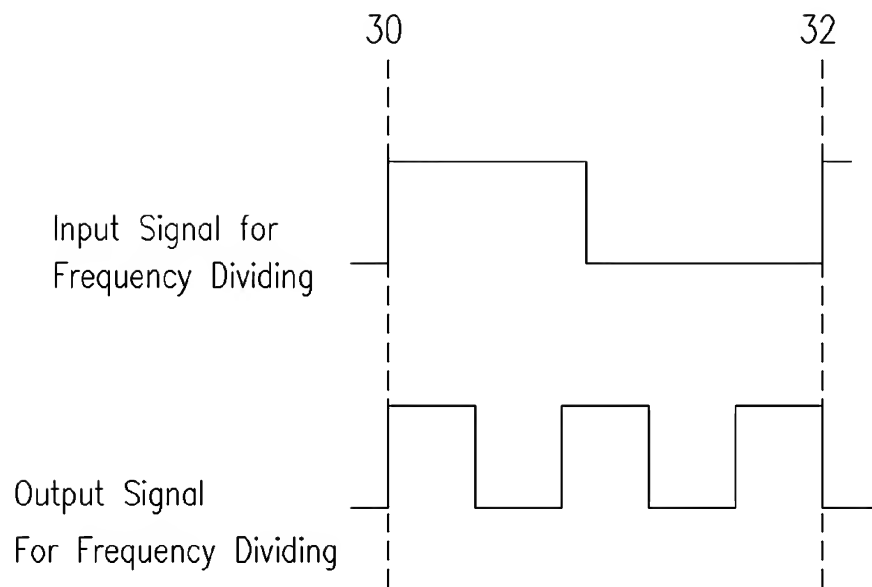 30
32
Input Signal for
Frequency Dividing
Output Signal
For Frequency Dividing